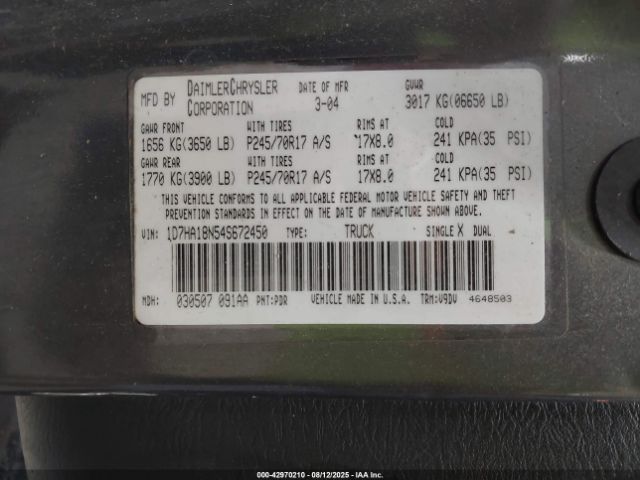 MFD BY DAIMLERCHRYSLER CORPORATION DATE OF MFR 3-04 GVWR 3017 KG(06650 LB)
GAWR FRONT WITH TIRES RIMS AT COLD
1656 KG(3650 LB) P245/70R17 A/S 17X8.0 241 KPA(35 PSI)
GAWR REAR WITH TIRES RIMS AT COLD
1770 KG(3900 LB) P245/70R17 A/S 17X8.0 241 KPA(35 PSI)
THIS VEHICLE CONFORMS TO ALL APPLICABLE FEDERAL MOTOR VEHICLE SAFETY AND THEFT
PREVENTION STANDARDS IN EFFECT ON THE DATE OF MANUFACTURE SHOWN ABOVE.
VIN: 1D7HA18N54S672450 TYPE: TRUCK SINGLE X DUAL
MDH: 030507 091AA PNT:PDR VEHICLE MADE IN U.S.A. TRM:V9DV 4648503
000-42970210 - 08/12/2025 - IAA Inc.